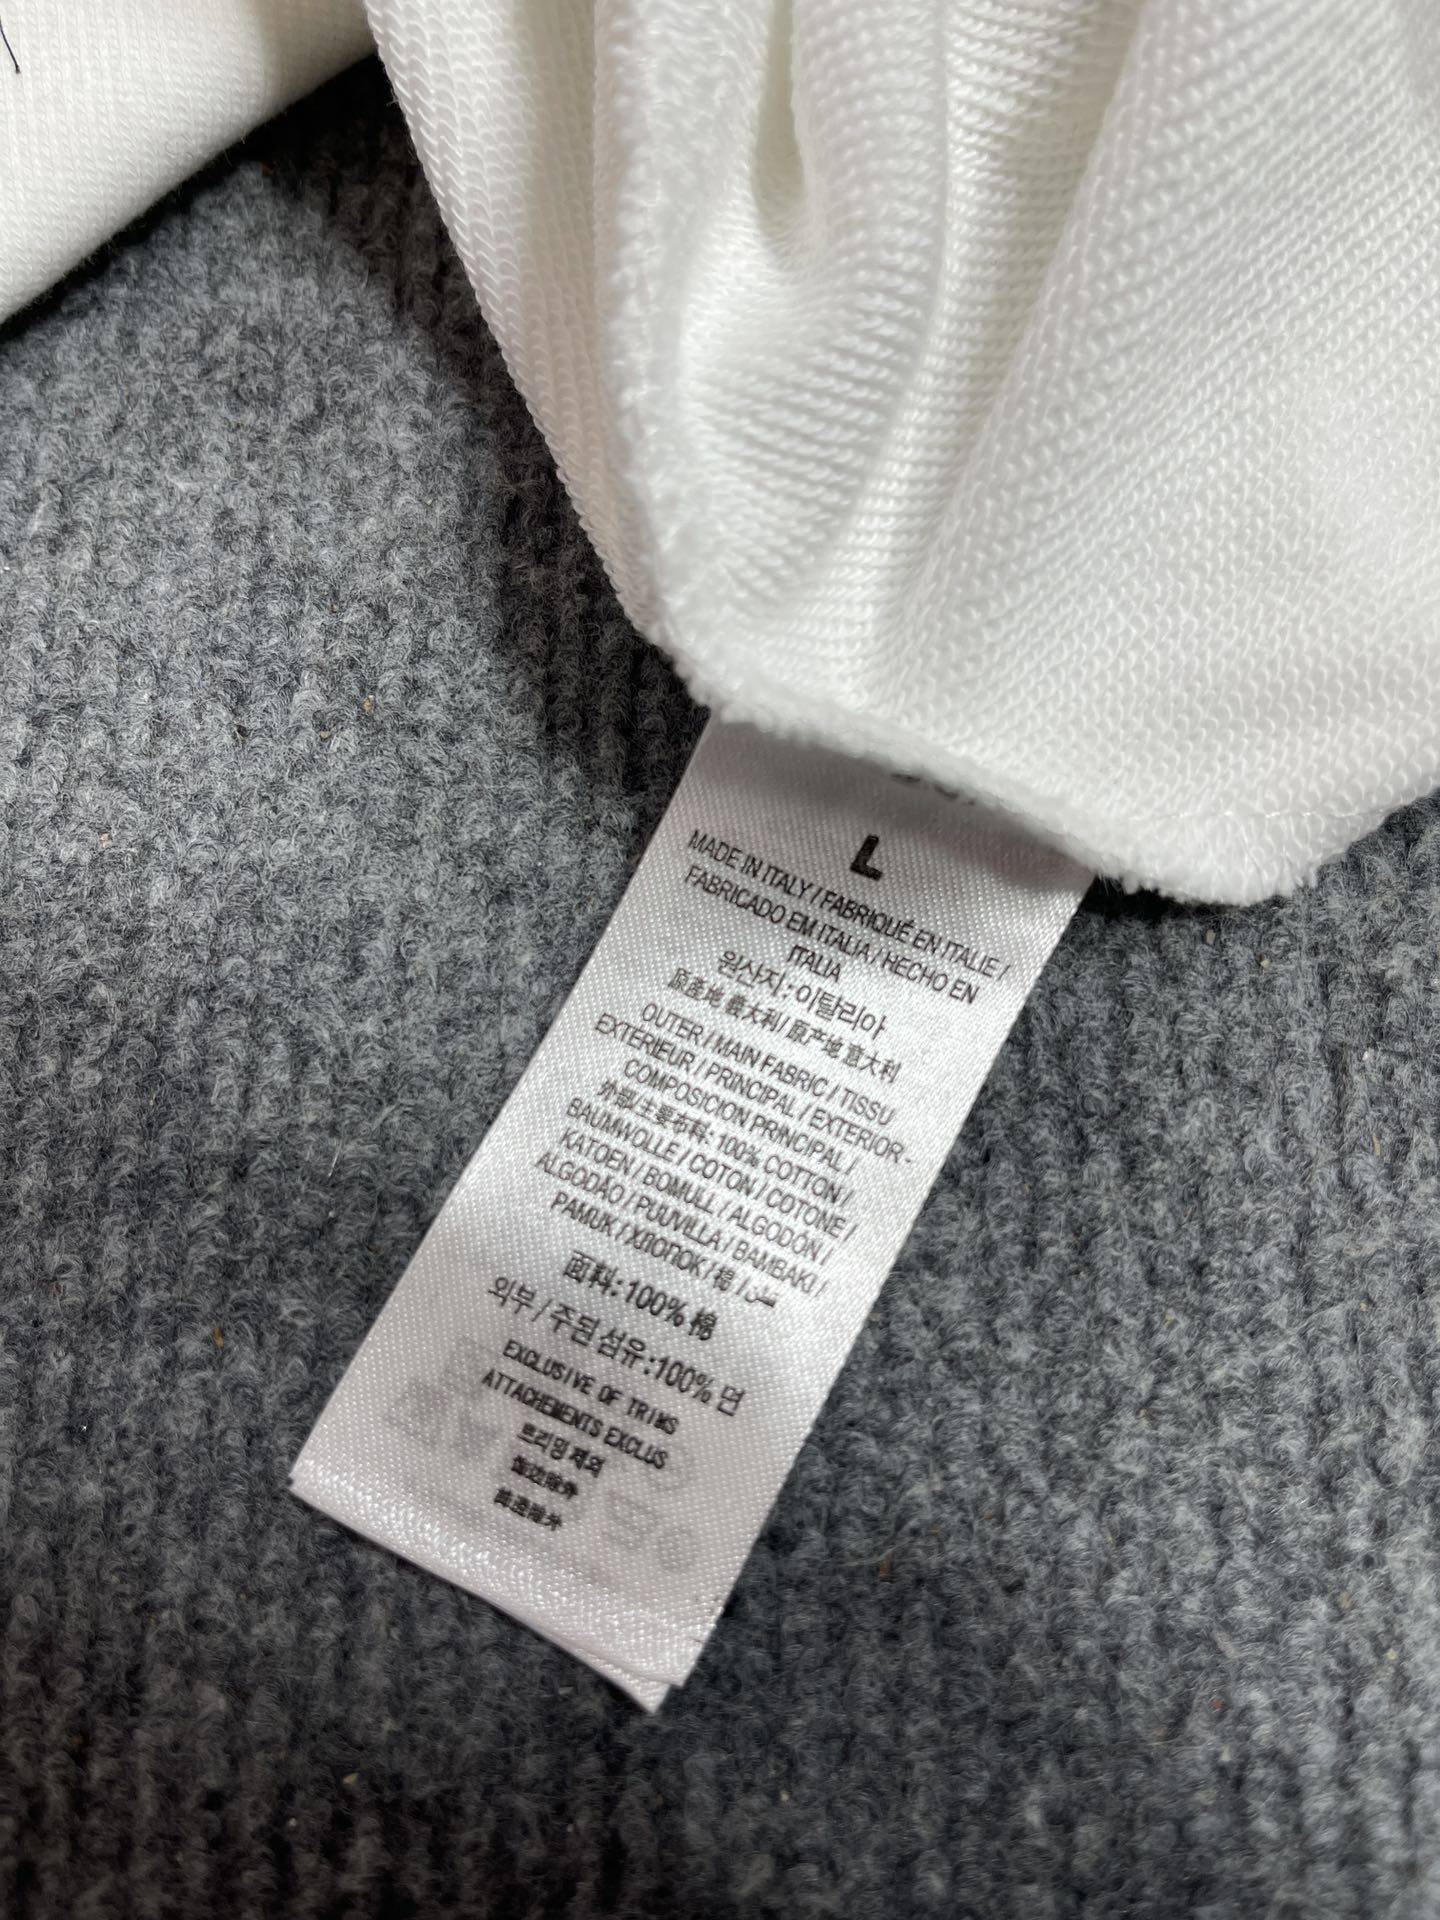 L
MADE IN ITALY / FABRIQUÉ EN ITALIE /
FABRICADO EM ITALIA / HECHO EN
ITALIA
원산지 : 이탈리아
原產地 意大利 / 原产地 意大利
OUTER / MAIN FABRIC / TISSU
EXTERIEUR / PRINCIPAL / EXTERIOR -
COMPOSICION PRINCIPAL /
外部/主要布料: 100% COTTON /
BAUMWOLLE / COTON / COTONE /
KATOEN / BOMULL / ALGODÓN /
ALGODÃO / PUUVILLA / BAMBAKI /
PAMUK / ХЛОПОК / 棉 /
面料: 100% 棉
외부 / 주된 섬유 :100% 면
EXCLUSIVE OF TRIMS
ATTACHEMENTS EXCLUS
트리밍 제외
飾边除外